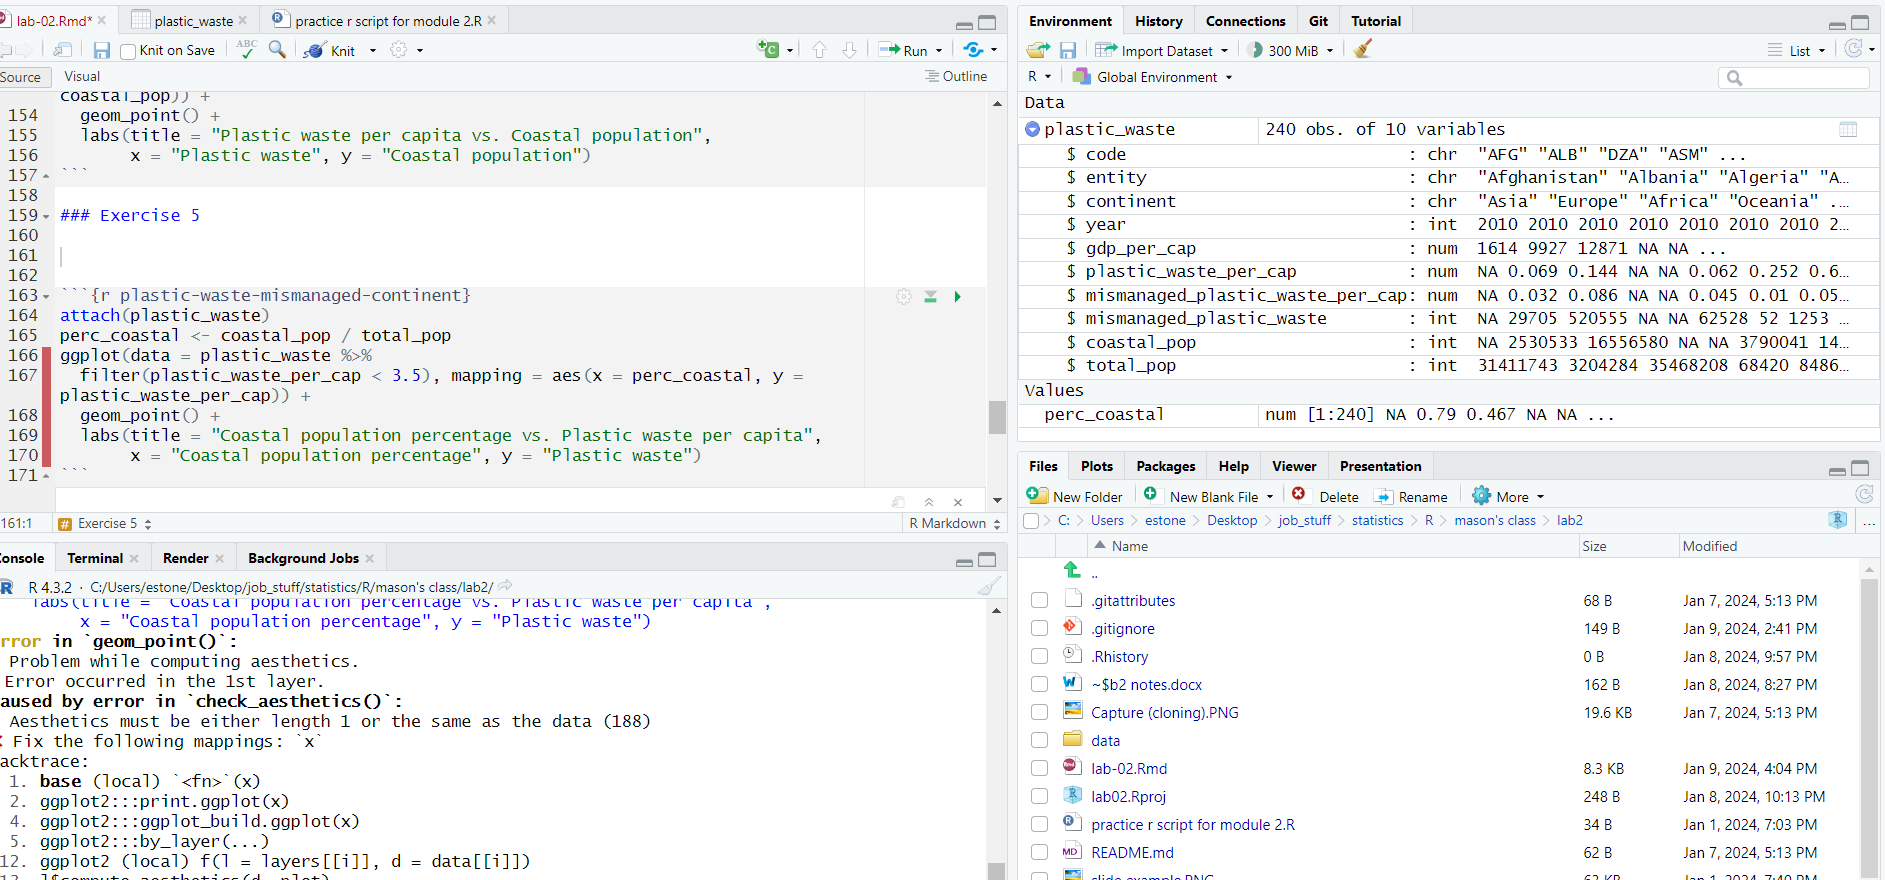 lab-02.Rmd* × plastic_waste × practice r script for module 2.R ×
Knit on Save ABC Knit Run
Source Visual Outline
coastal_pop)) +
154 geom_point() +
155 labs(title = "Plastic waste per capita vs. Coastal population",
156 x = "Plastic waste", y = "Coastal population")
157 ```
158
159 ### Exercise 5
160
161
162
163 ```{r plastic-waste-mismanaged-continent}
164 attach(plastic_waste)
165 perc_coastal <- coastal_pop / total_pop
166 ggplot(data = plastic_waste %>%
167 filter(plastic_waste_per_cap < 3.5), mapping = aes(x = perc_coastal, y =
plastic_waste_per_cap)) +
168 geom_point() +
169 labs(title = "Coastal population percentage vs. Plastic waste per capita",
170 x = "Coastal population percentage", y = "Plastic waste")
171 ```
161:1 # Exercise 5 R Markdown
Console Terminal × Render × Background Jobs ×
R 4.3.2 · C:/Users/estone/Desktop/job_stuff/statistics/R/mason's class/lab2/
labs(title = "Coastal population percentage vs. Plastic waste per capita",
x = "Coastal population percentage", y = "Plastic waste")
rror in `geom_point()`:
Problem while computing aesthetics.
Error occurred in the 1st layer.
aused by error in `check_aesthetics()`:
Aesthetics must be either length 1 or the same as the data (188)
Fix the following mappings: `x`
acktrace:
1. base (local) `<fn>`(x)
2. ggplot2:::print.ggplot(x)
4. ggplot2:::ggplot_build.ggplot(x)
5. ggplot2:::by_layer(...)
12. ggplot2 (local) f(l = layers[[i]], d = data[[i]])
13. l$compute_aesthetics(d, plot)
Environment History Connections Git Tutorial
Import Dataset 300 MiB List
R Global Environment
Data
plastic_waste 240 obs. of 10 variables
$ code : chr "AFG" "ALB" "DZA" "ASM" ...
$ entity : chr "Afghanistan" "Albania" "Algeria" "A…
$ continent : chr "Asia" "Europe" "Africa" "Oceania" .…
$ year : int 2010 2010 2010 2010 2010 2010 2010 2…
$ gdp_per_cap : num 1614 9927 12871 NA NA ...
$ plastic_waste_per_cap : num NA 0.069 0.144 NA NA 0.062 0.252 0.6…
$ mismanaged_plastic_waste_per_cap: num NA 0.032 0.086 NA NA 0.045 0.01 0.05…
$ mismanaged_plastic_waste : int NA 29705 520555 NA NA 62528 52 1253 …
$ coastal_pop : int NA 2530533 16556580 NA NA 3790041 14…
$ total_pop : int 31411743 3204284 35468208 68420 8486…
Values
perc_coastal num [1:240] NA 0.79 0.467 NA NA ...
Files Plots Packages Help Viewer Presentation
New Folder New Blank File Delete Rename More
C: Users estone Desktop job_stuff statistics R mason's class lab2 ...
Name Size Modified
..
.gitattributes 68 B Jan 7, 2024, 5:13 PM
.gitignore 149 B Jan 9, 2024, 2:41 PM
.Rhistory 0 B Jan 8, 2024, 9:57 PM
~$b2 notes.docx 162 B Jan 8, 2024, 8:27 PM
Capture (cloning).PNG 19.6 KB Jan 7, 2024, 5:13 PM
data
lab-02.Rmd 8.3 KB Jan 9, 2024, 4:04 PM
lab02.Rproj 248 B Jan 8, 2024, 10:13 PM
practice r script for module 2.R 34 B Jan 1, 2024, 7:03 PM
README.md 62 B Jan 7, 2024, 5:13 PM
slide example.PNG 63 KB Jan 1, 2024, 7:40 PM